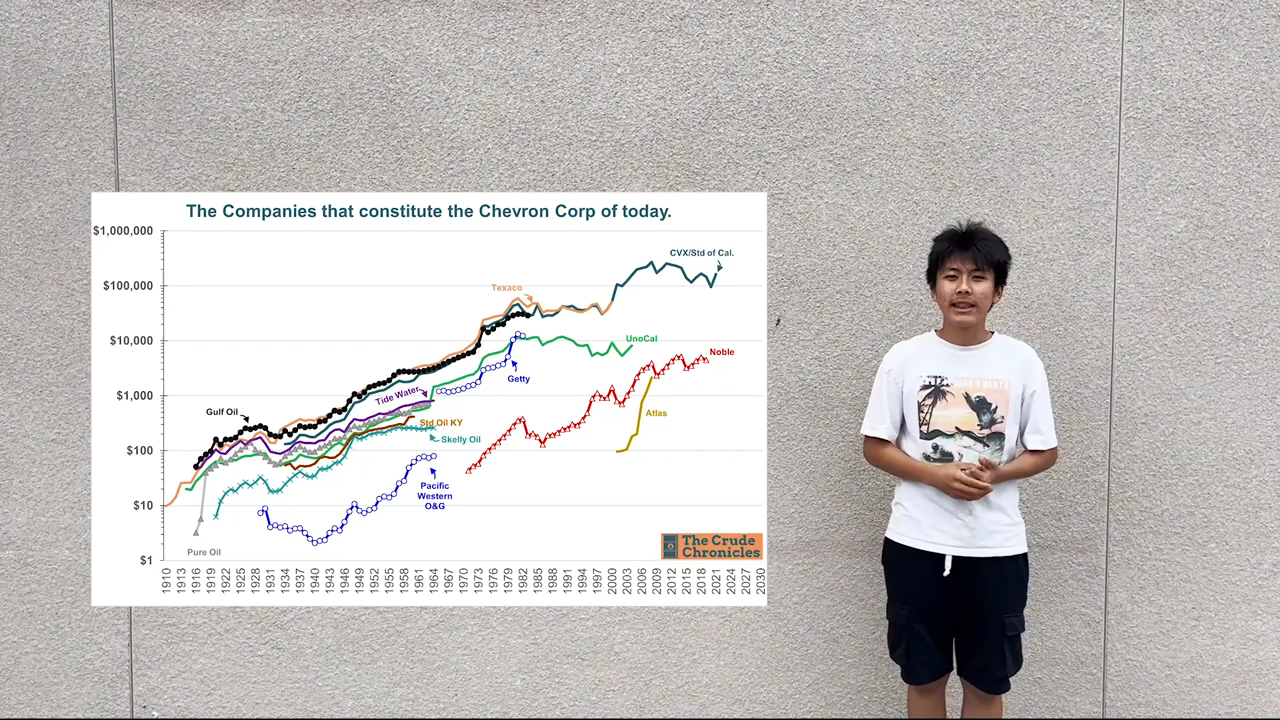 The Companies that constitute the Chevron Corp of today.
$1,000,000
$100,000
$10,000
$1,000
$100
$10
$1
CVX/Std of Cal.
Texaco
UnoCal
Noble
Getty
Tide Water
Gulf Oil
Atlas
Std Oil KY
Skelly Oil
Pacific
Western
O&G
Pure Oil
The Crude
Chronicles
1910
1913
1916
1919
1922
1925
1928
1931
1934
1937
1940
1943
1946
1949
1952
1955
1958
1961
1964
1967
1970
1973
1976
1979
1982
1985
1988
1991
1994
1997
2000
2003
2006
2009
2012
2015
2018
2021
2024
2027
2030